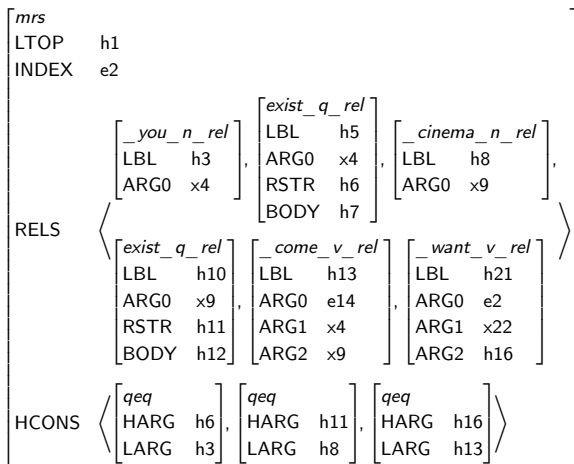 mrs
LTOP h1
INDEX e2
RELS ⟨ [_you_n_rel LBL h3 ARG0 x4], [exist_q_rel LBL h5 ARG0 x4 RSTR h6 BODY h7], [_cinema_n_rel LBL h8 ARG0 x9],
[exist_q_rel LBL h10 ARG0 x9 RSTR h11 BODY h12], [_come_v_rel LBL h13 ARG0 e14 ARG1 x4 ARG2 x9], [_want_v_rel LBL h21 ARG0 e2 ARG1 x22 ARG2 h16] ⟩
HCONS ⟨ [qeq HARG h6 LARG h3], [qeq HARG h11 LARG h8], [qeq HARG h16 LARG h13] ⟩